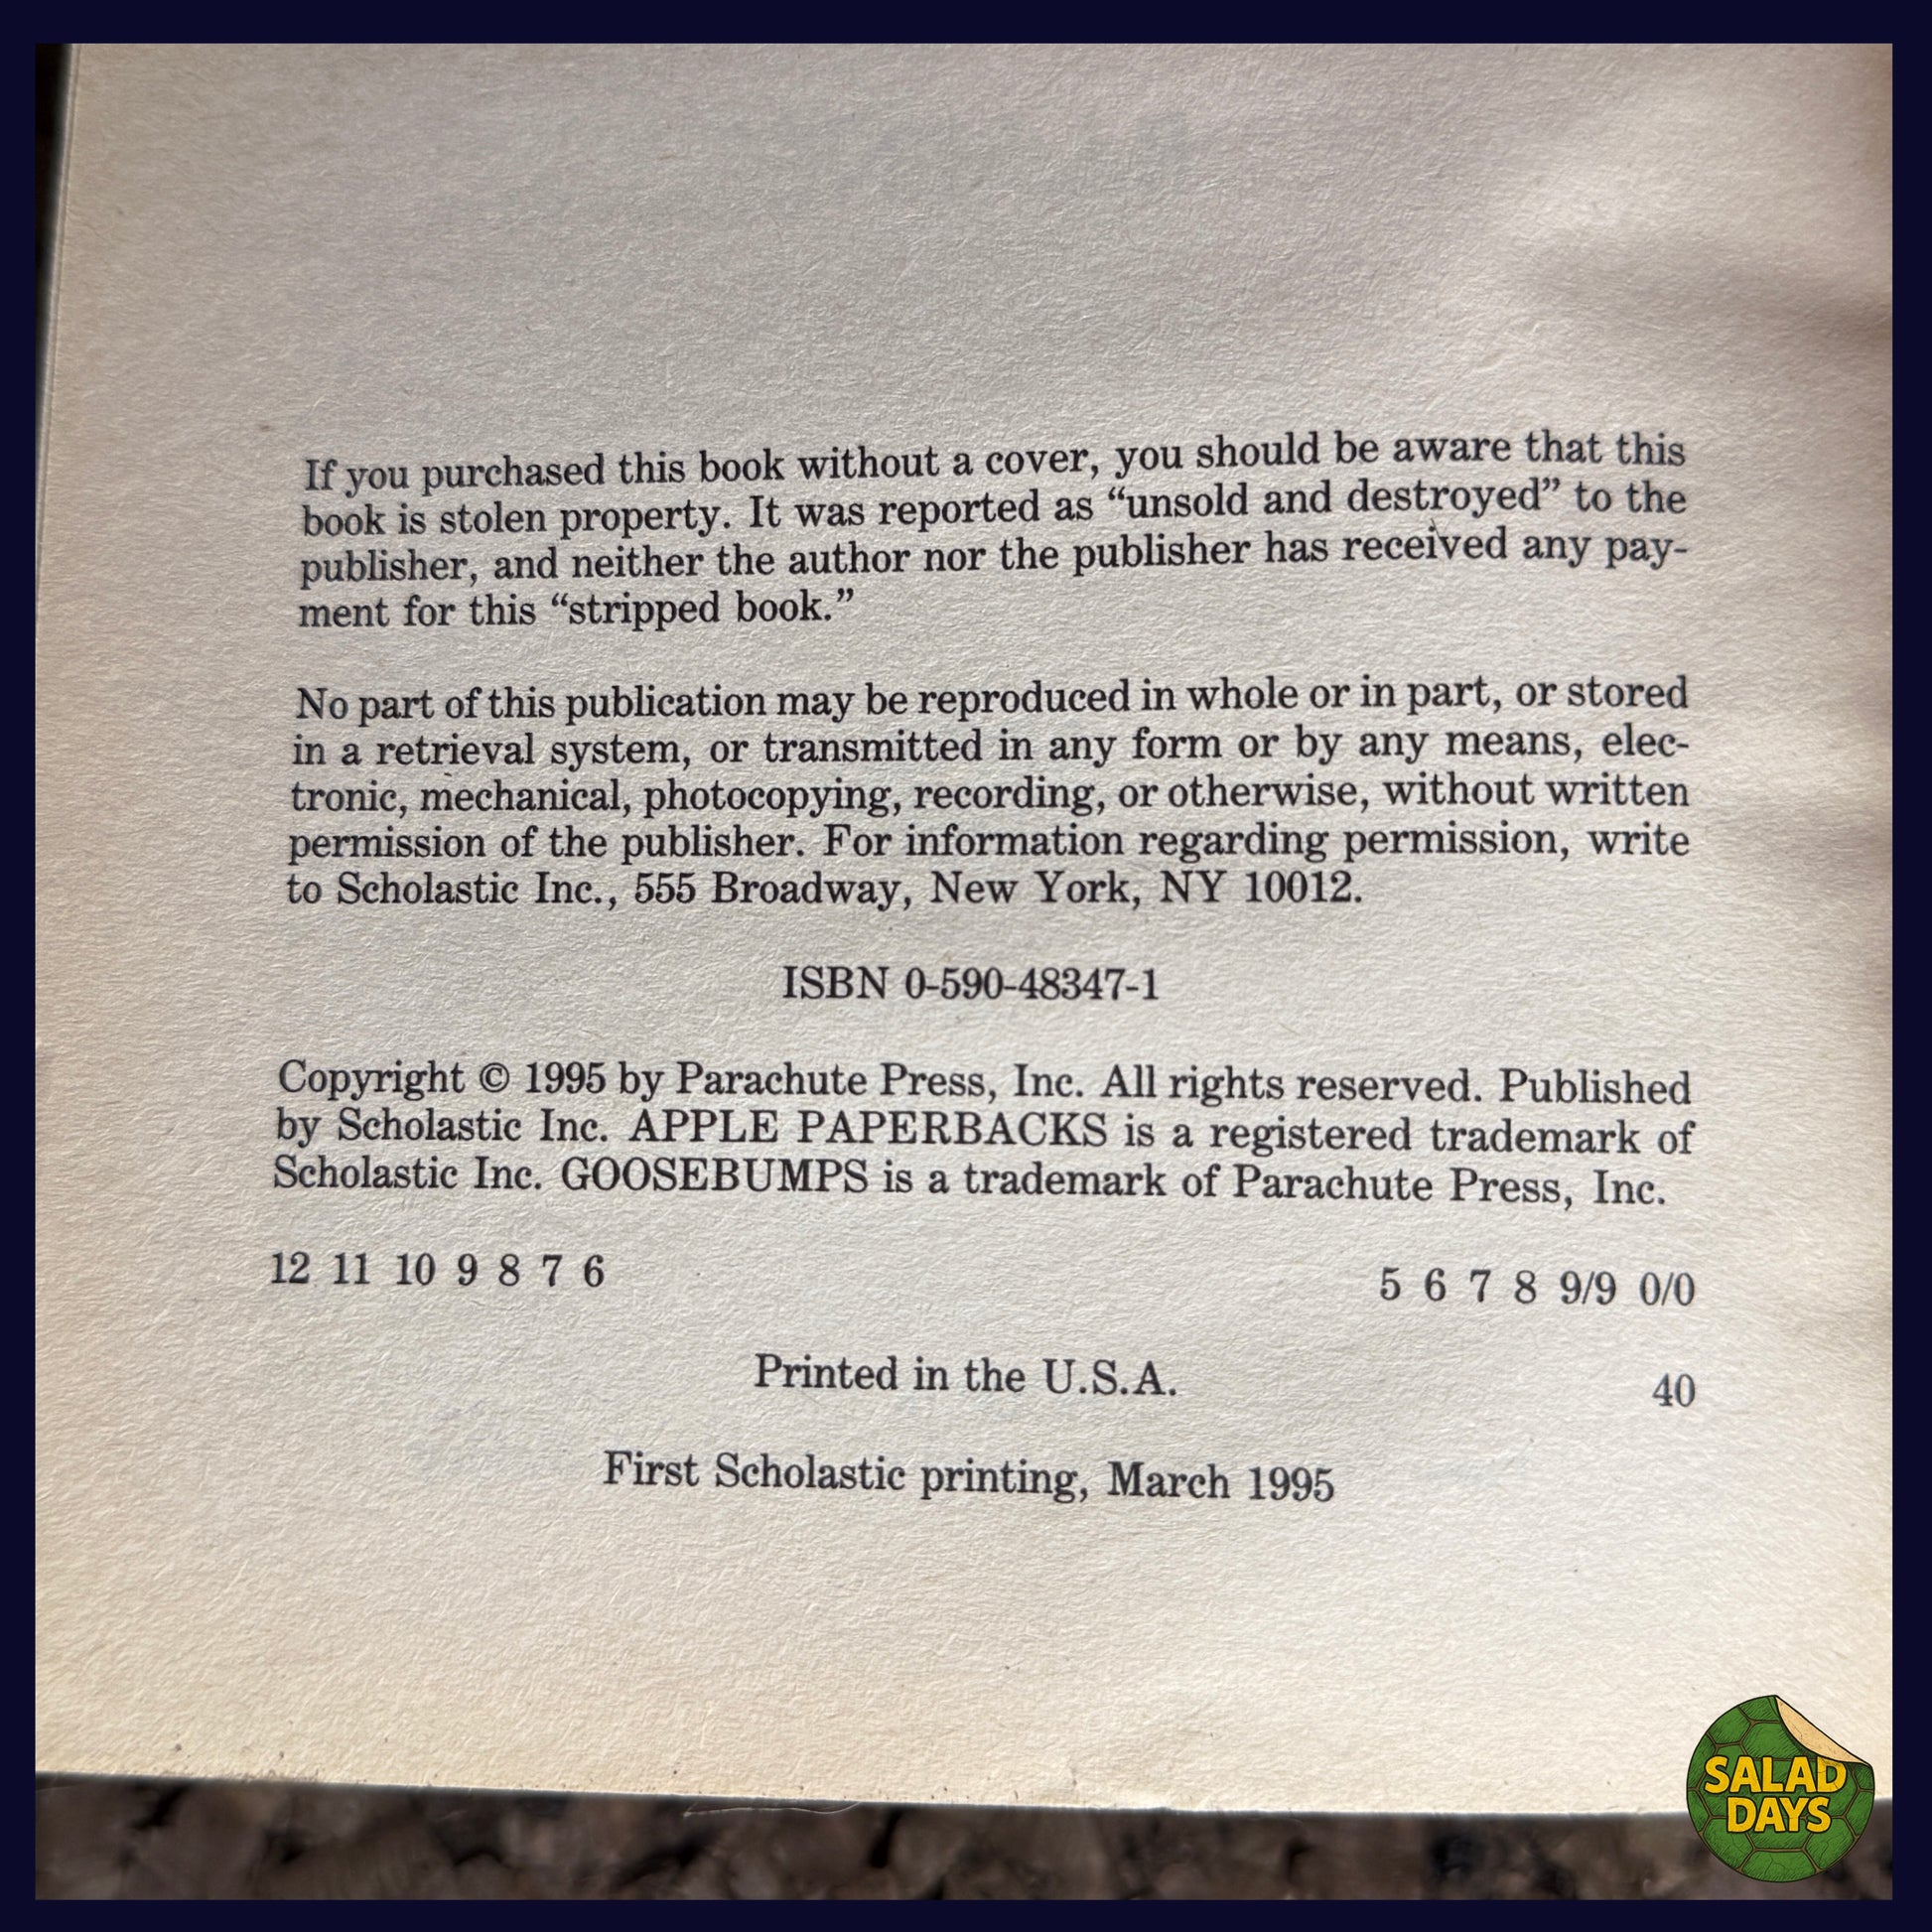 If you purchased this book without a cover, you should be aware that this
book is stolen property. It was reported as “unsold and destroyed” to the
publisher, and neither the author nor the publisher has received any pay-
ment for this “stripped book.”
No part of this publication may be reproduced in whole or in part, or stored
in a retrieval system, or transmitted in any form or by any means, elec-
tronic, mechanical, photocopying, recording, or otherwise, without written
permission of the publisher. For information regarding permission, write
to Scholastic Inc., 555 Broadway, New York, NY 10012.
ISBN 0-590-48347-1
Copyright © 1995 by Parachute Press, Inc. All rights reserved. Published
by Scholastic Inc. APPLE PAPERBACKS is a registered trademark of
Scholastic Inc. GOOSEBUMPS is a trademark of Parachute Press, Inc.
12 11 10 9 8 7 6 5 6 7 8 9/9 0/0
Printed in the U.S.A. 40
First Scholastic printing, March 1995
SALAD
DAYS